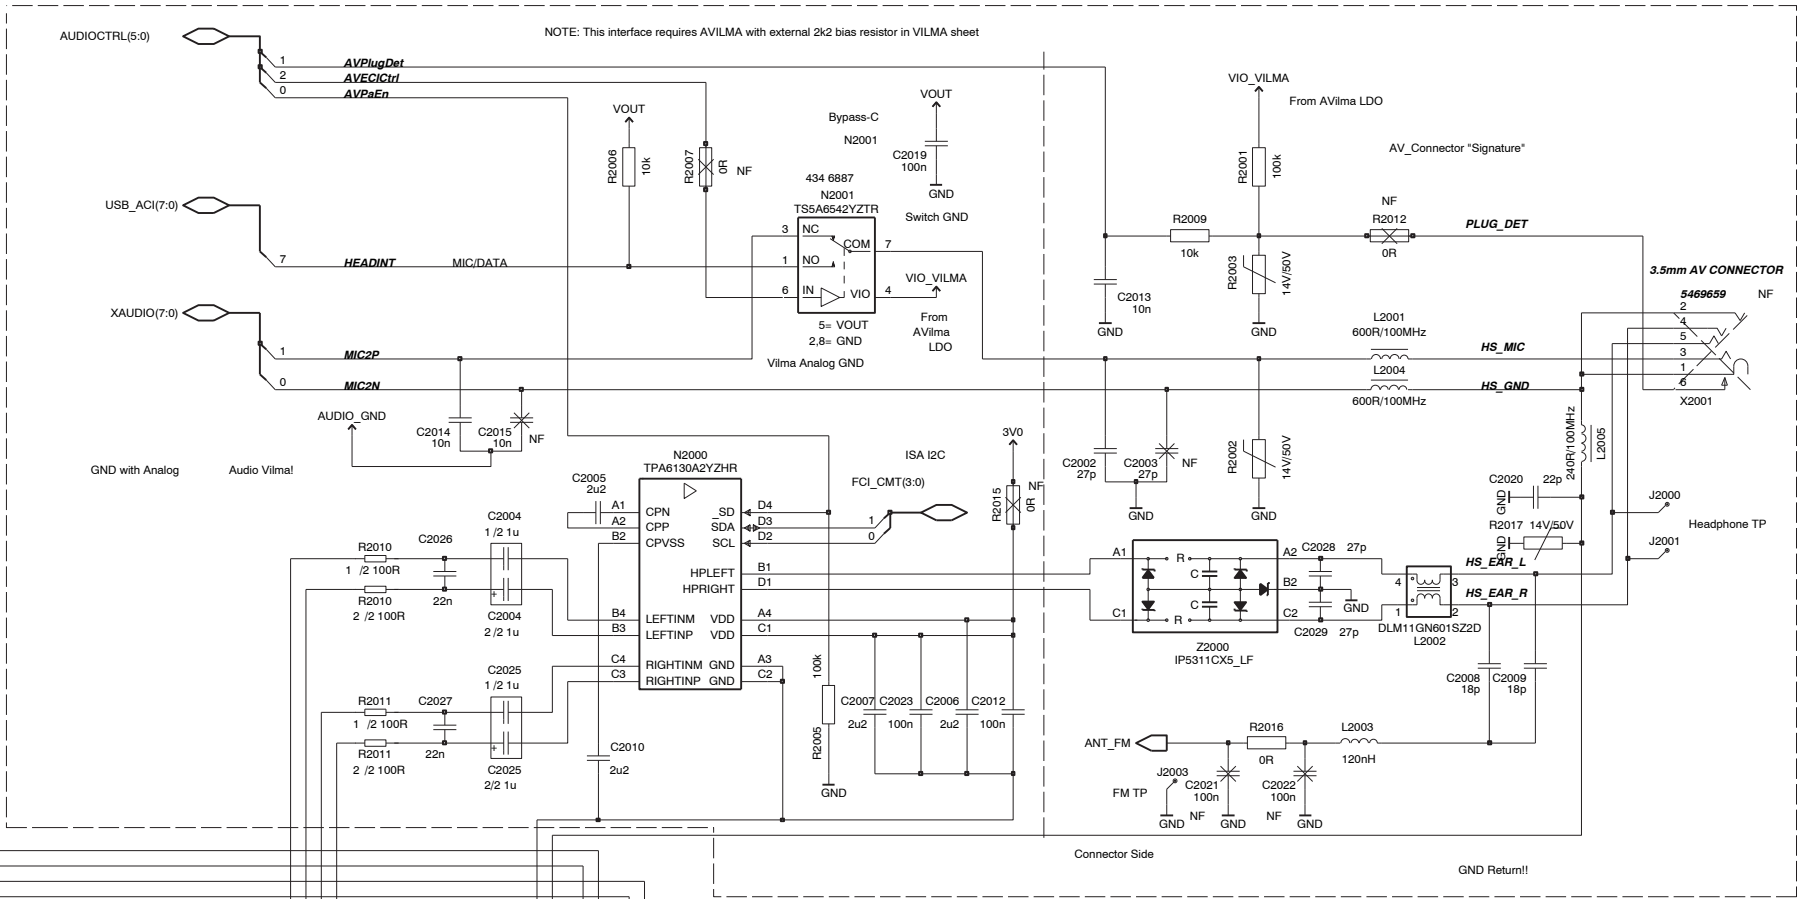 NOTE: This interface requires AVILMA with external 2k2 bias resistor in VILMA sheet
AUDIOCTRL(5:0)
1 AVPlugDet
2 AVECICtrl
0 AVPaEn
USB_ACI(7:0)
7 HEADINT MIC/DATA
XAUDIO(7:0)
1 MIC2P
0 MIC2N
AUDIO_GND
C2014
10n
C2015
10n
NF
GND with Analog Audio Vilma!
VOUT
R2006
10k
R2007
0R
NF
Bypass-C
N2001
VOUT
C2019
100n
GND
434 6887
N2001
TS5A6542YZTR
Switch GND
3 NC
COM 7
1 NO
6 IN
VIO 4
VIO_VILMA
From
AVilma
LDO
5= VOUT
2,8= GND
Vilma Analog GND
VIO_VILMA
From AVilma LDO
R2001
100k
AV_Connector "Signature"
R2009
10k
NF
R2012
0R
PLUG_DET
C2013
10n
GND
R2003
14V/50V
GND
3.5mm AV CONNECTOR
5469659 NF
2
4
5
3
1
6
X2001
L2001
600R/100MHz
HS_MIC
L2004
600R/100MHz
HS_GND
C2002
27p
C2003
27p
NF
GND
R2002
14V/50V
GND
240R/100MHz
L2005
C2020 22p
GND
R2017 14V/50V
GND
J2000
Headphone TP
J2001
N2000
TPA6130A2YZHR
C2005
2u2
A1 CPN
A2 CPP
B2 CPVSS
_SD D4
SDA D3
SCL D2
HPLEFT B1
HPRIGHT D1
B4 LEFTINM VDD A4
B3 LEFTINP VDD C1
C4 RIGHTINM GND A3
C3 RIGHTINP GND C2
ISA I2C
FCI_CMT(3:0)
1
0
3V0
R2015
NF
0R
C2004
1 /2 1u
C2026
R2010
1 /2 100R
R2010
2 /2 100R
22n
+
C2004
2 /2 1u
C2025
1 /2 1u
R2011
1 /2 100R
C2027
R2011
2 /2 100R
22n
+
C2025
2/2 1u
C2010
2u2
100k
R2005
GND
C2007
2u2
C2023
100n
C2006
2u2
C2012
100n
A1 R A2
C
B2
C
C1 R C2
Z2000
IP5311CX5_LF
C2028 27p
GND
C2029 27p
HS_EAR_L
4 3
HS_EAR_R
1 2
DLM11GN601SZ2D
L2002
C2008
18p
C2009
18p
ANT_FM
R2016
0R
L2003
120nH
J2003
FM TP
GND
C2021
100n
NF
GND
C2022
100n
NF
GND
Connector Side
GND Return!!